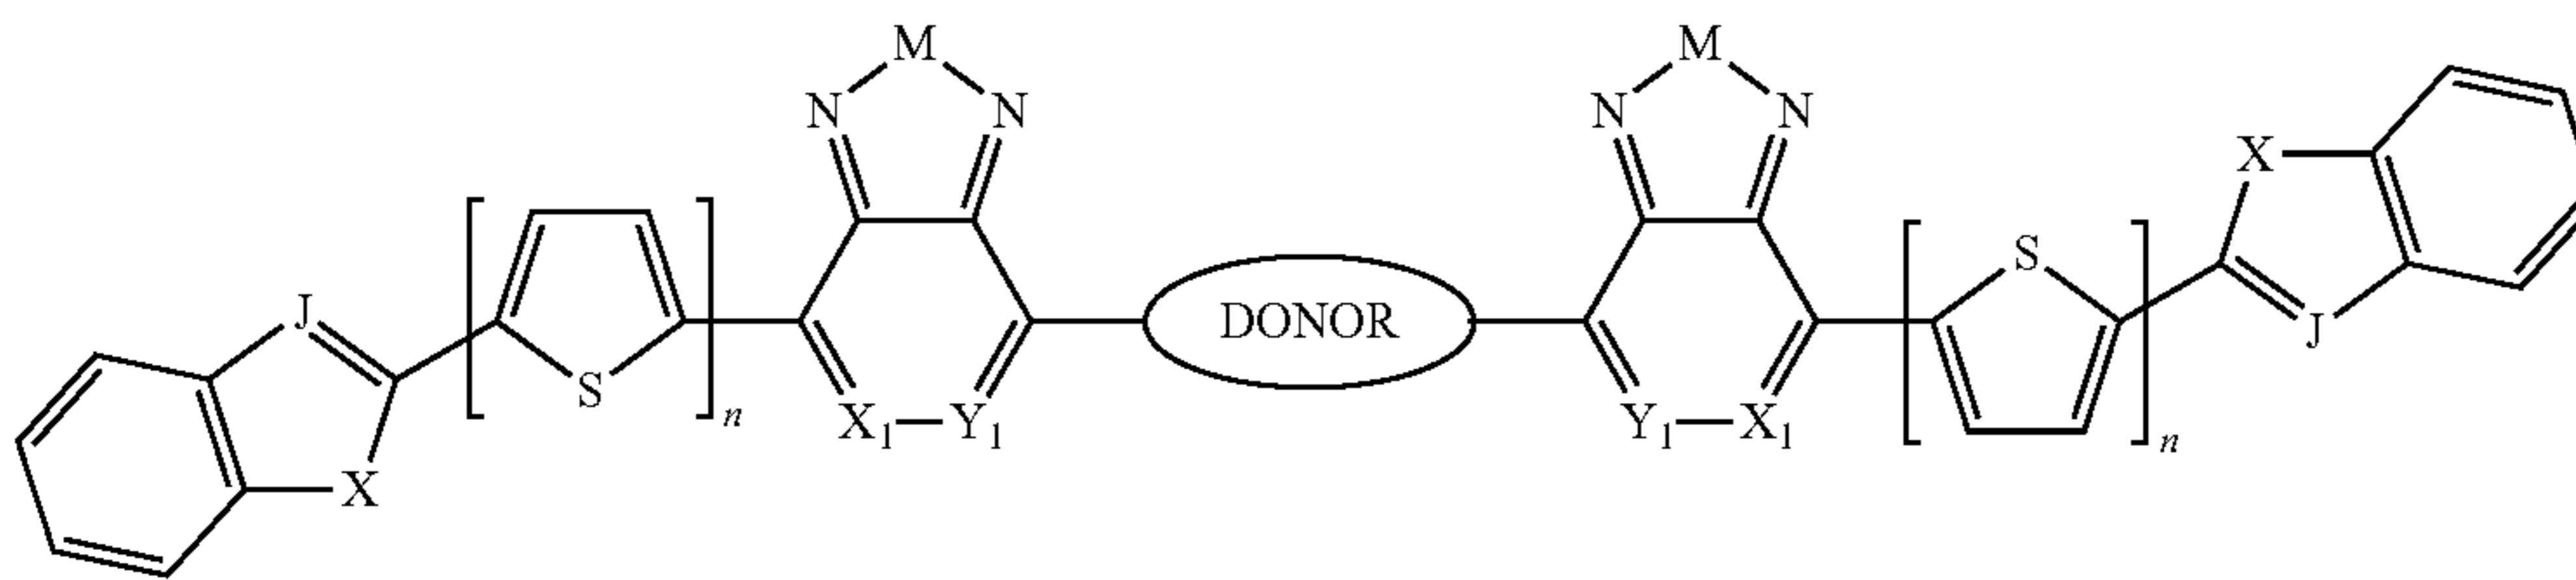 M M
N N N N
X
S
J DONOR
S J
n X₁ Y₁ Y₁ X₁ n
X